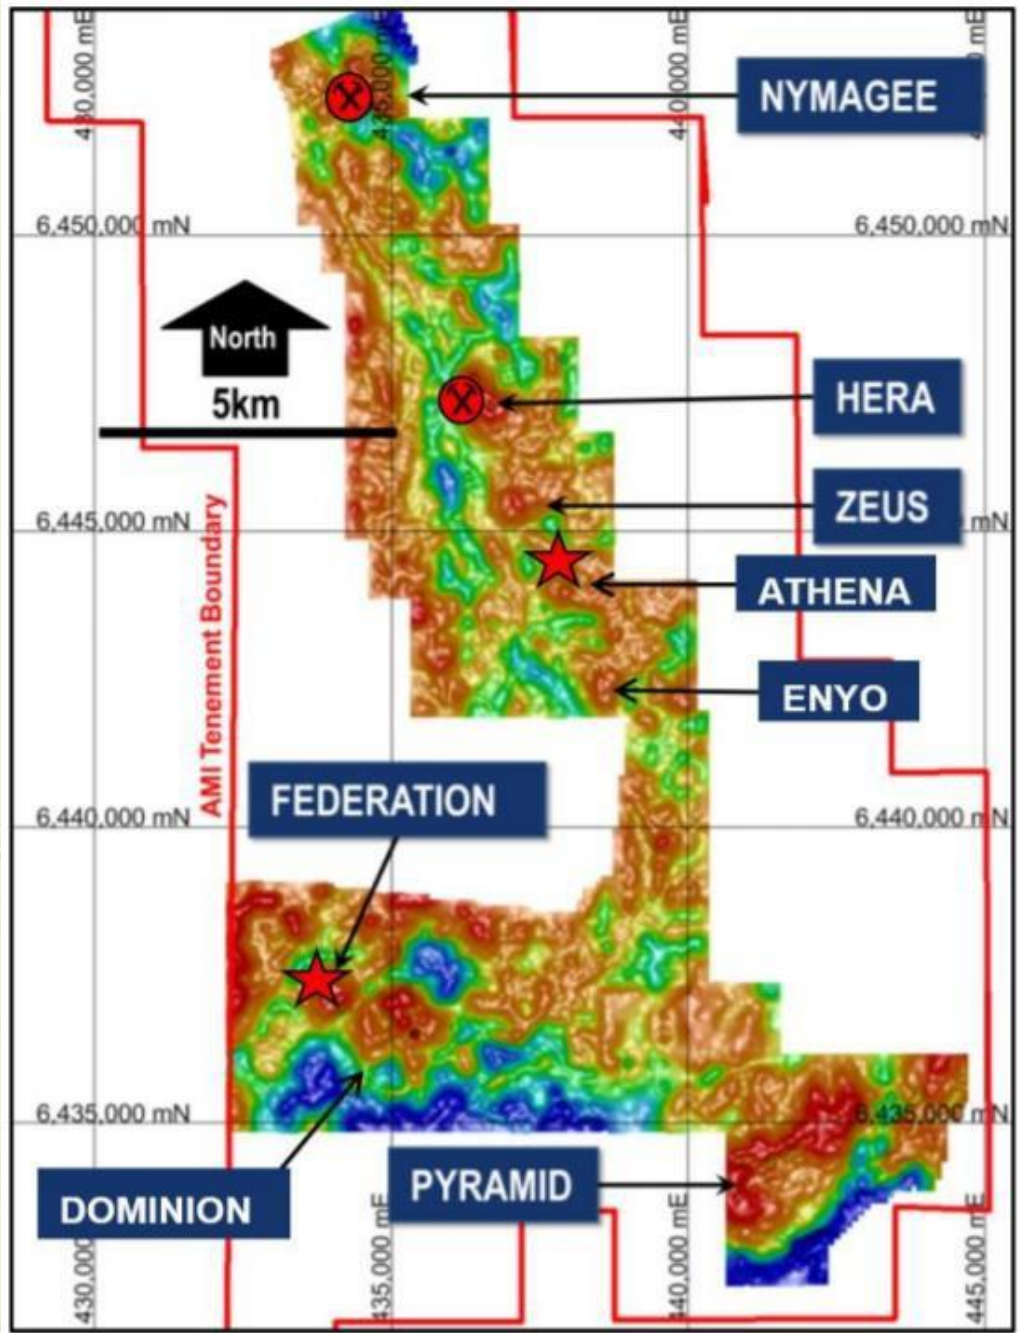 430,000 mE
435,000 mE
440,000 mE
445,000 mE
NYMAGEE
6,450,000 mN
6,450,000 mN
North
5km
HERA
ZEUS
6,445,000 mN
mN
ATHENA
AMI Tenement Boundary
ENYO
FEDERATION
6,440,000 mN
6,440,000 mN
6,435,000 mN
6,435,000 mN
PYRAMID
DOMINION
430,000 mE
435,000 mE
440,000 mE
445,000 mE